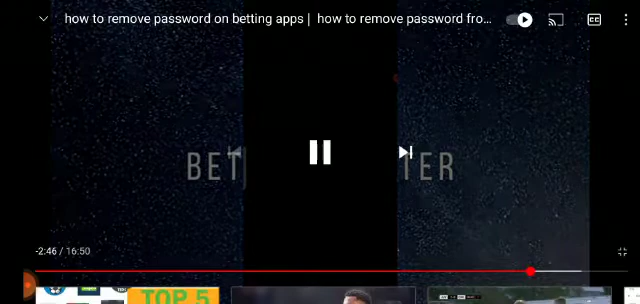 how to remove password on betting apps | how to remove password fro...
CC
BET TER
-2:46 / 16:50
TOP 5